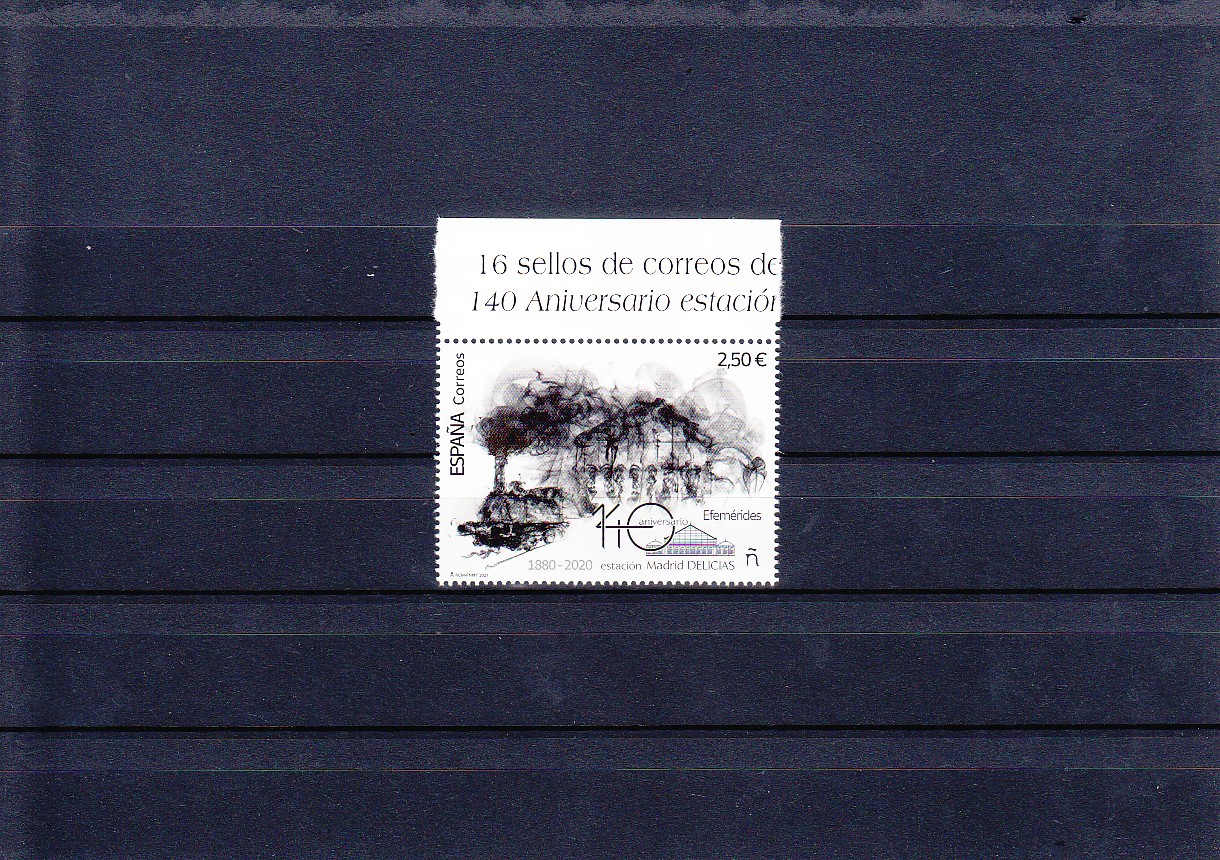 16 sellos de correos de
140 Aniversario estación
ESPAÑA Correos
2,50 €
140 aniversario
Efemérides
ñ
1880-2020 estación Madrid DELICIAS